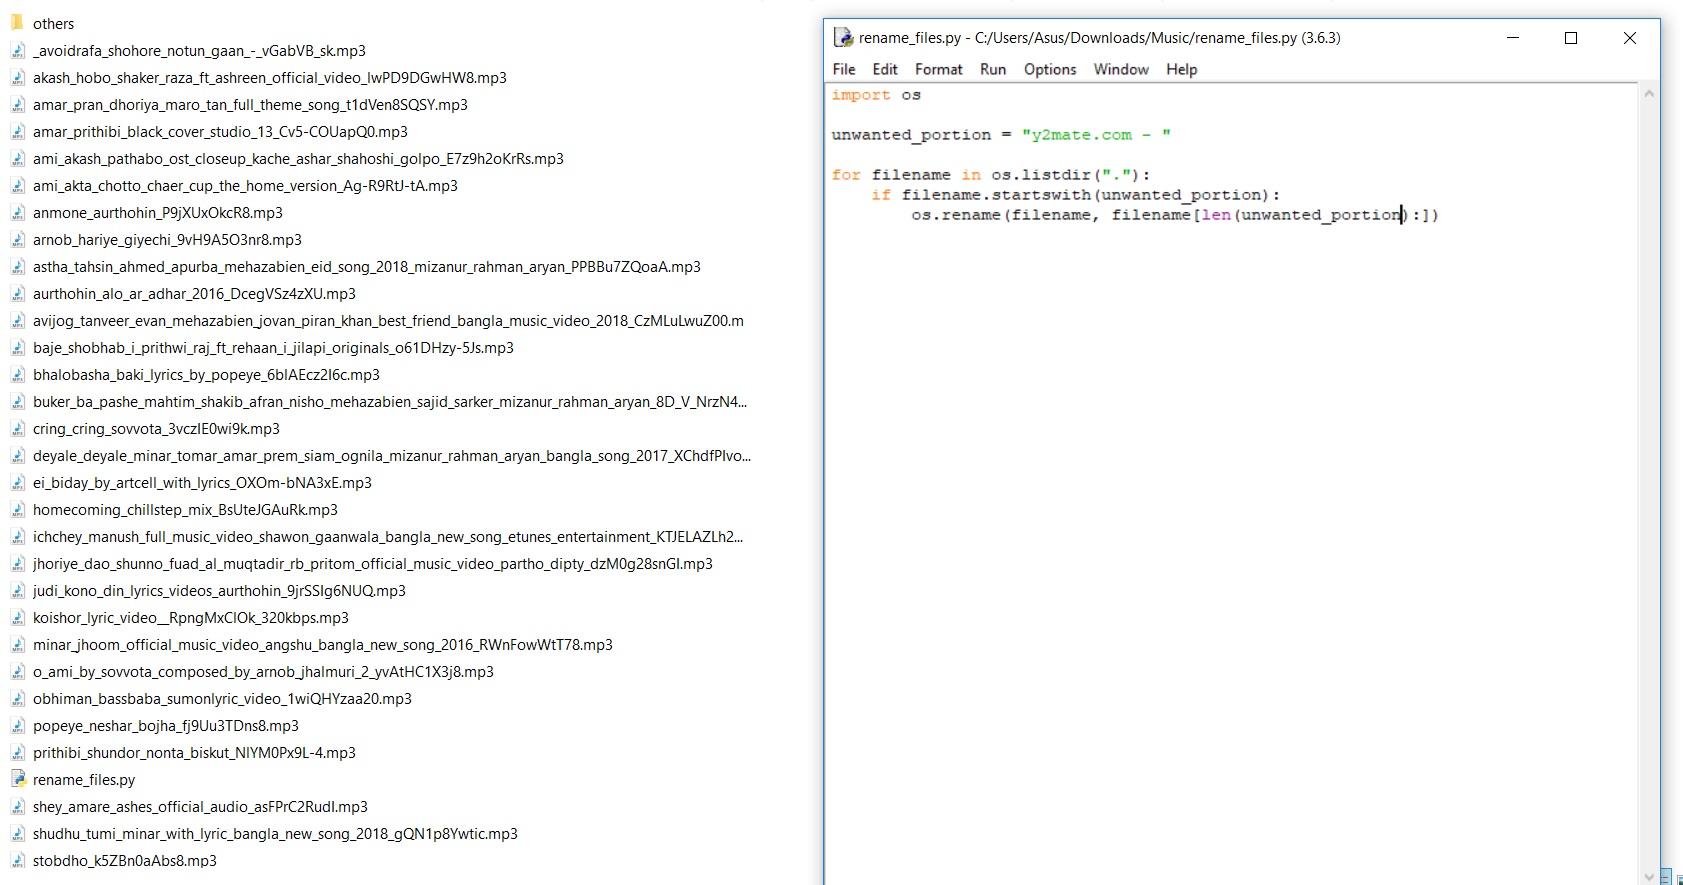 others
_avoidrafa_shohore_notun_gaan_-_vGabVB_sk.mp3
akash_hobo_shaker_raza_ft_ashreen_official_video_lwPD9DGwHW8.mp3
amar_pran_dhoriya_maro_tan_full_theme_song_t1dVen8SQSY.mp3
amar_prithibi_black_cover_studio_13_Cv5-COUapQ0.mp3
ami_akash_pathabo_ost_closeup_kache_ashar_shahoshi_golpo_E7z9h2oKrRs.mp3
ami_akta_chotto_chaer_cup_the_home_version_Ag-R9RtJ-tA.mp3
anmone_aurthohin_P9jXUxOkcR8.mp3
arnob_hariye_giyechi_9vH9A5O3nr8.mp3
astha_tahsin_ahmed_apurba_mehazabien_eid_song_2018_mizanur_rahman_aryan_PPBBu7ZQoaA.mp3
aurthohin_alo_ar_adhar_2016_DcegVSz4zXU.mp3
avijog_tanveer_evan_mehazabien_jovan_piran_khan_best_friend_bangla_music_video_2018_CzMLuLwuZ00.m
baje_shobhab_i_prithwi_raj_ft_rehaan_i_jilapi_originals_o61DHzy-5Js.mp3
bhalobasha_baki_lyrics_by_popeye_6blAEcz2I6c.mp3
buker_ba_pashe_mahtim_shakib_afran_nisho_mehazabien_sajid_sarker_mizanur_rahman_aryan_8D_V_NrzN4...
cring_cring_sovvota_3vczIE0wi9k.mp3
deyale_deyale_minar_tomar_amar_prem_siam_ognila_mizanur_rahman_aryan_bangla_song_2017_XChdfPIvo...
ei_biday_by_artcell_with_lyrics_OXOm-bNA3xE.mp3
homecoming_chillstep_mix_BsUteJGAuRk.mp3
ichchey_manush_full_music_video_shawon_gaanwala_bangla_new_song_etunes_entertainment_KTJELAZLh2...
jhoriye_dao_shunno_fuad_al_muqtadir_rb_pritom_official_music_video_partho_dipty_dzM0g28snGI.mp3
judi_kono_din_lyrics_videos_aurthohin_9jrSSIg6NUQ.mp3
koishor_lyric_video__RpngMxClOk_320kbps.mp3
minar_jhoom_official_music_video_angshu_bangla_new_song_2016_RWnFowWtT78.mp3
o_ami_by_sovvota_composed_by_arnob_jhalmuri_2_yvAtHC1X3j8.mp3
obhiman_bassbaba_sumonlyric_video_1wiQHYzaa20.mp3
popeye_neshar_bojha_fj9Uu3TDns8.mp3
prithibi_shundor_nonta_biskut_NIYM0Px9L-4.mp3
rename_files.py
shey_amare_ashes_official_audio_asFPrC2RudI.mp3
shudhu_tumi_minar_with_lyric_bangla_new_song_2018_gQN1p8Ywtic.mp3
stobdho_k5ZBn0aAbs8.mp3
rename_files.py - C:/Users/Asus/Downloads/Music/rename_files.py (3.6.3)
File Edit Format Run Options Window Help
import os
unwanted_portion = "y2mate.com - "
for filename in os.listdir("."):
    if filename.startswith(unwanted_portion):
        os.rename(filename, filename[len(unwanted_portion):])